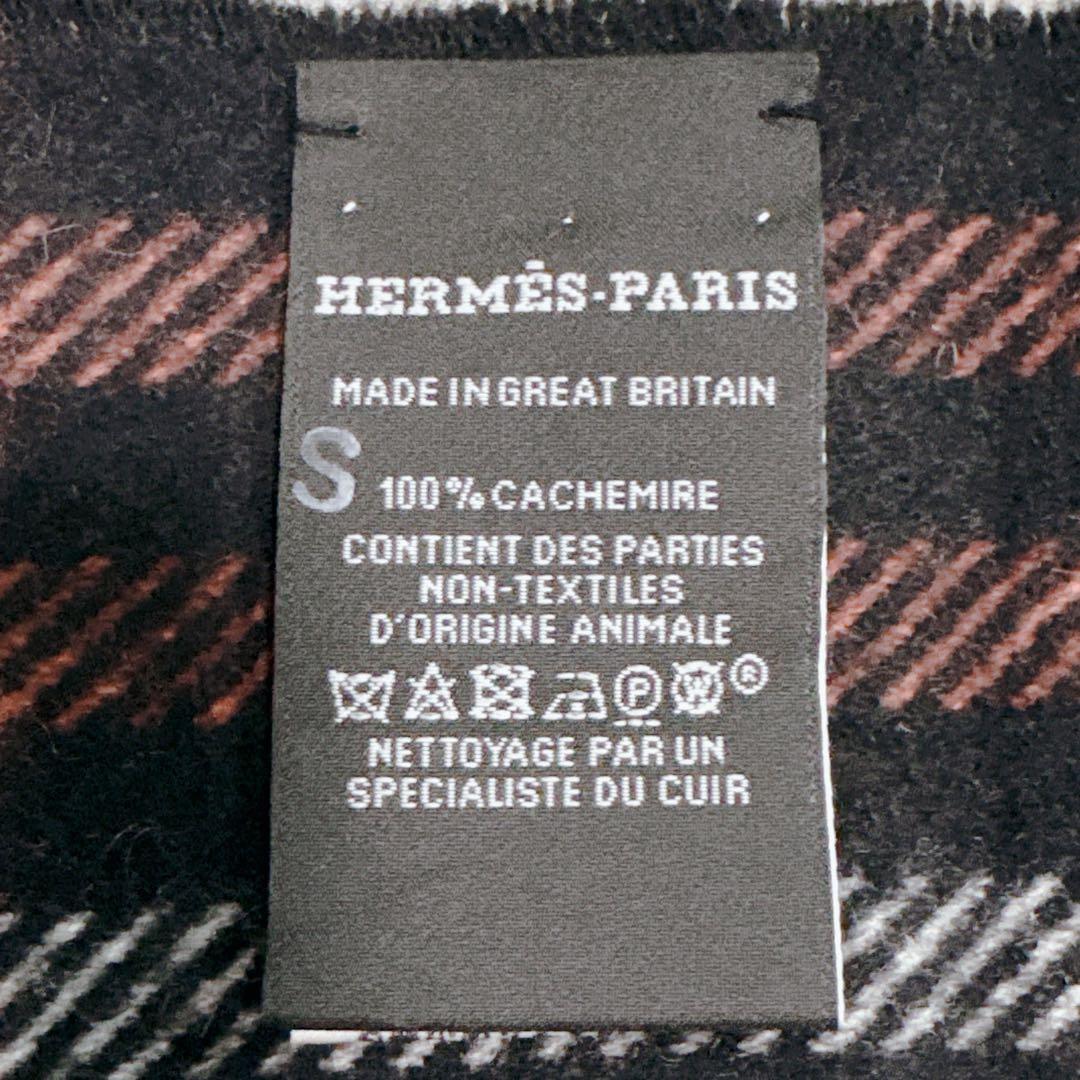 HERMÊS-PARIS
MADE IN GREAT BRITAIN
S
100% CACHEMIRE
CONTIENT DES PARTIES
NON-TEXTILES
D'ORIGINE ANIMALE
P W ®
NETTOYAGE PAR UN
SPECIALISTE DU CUIR